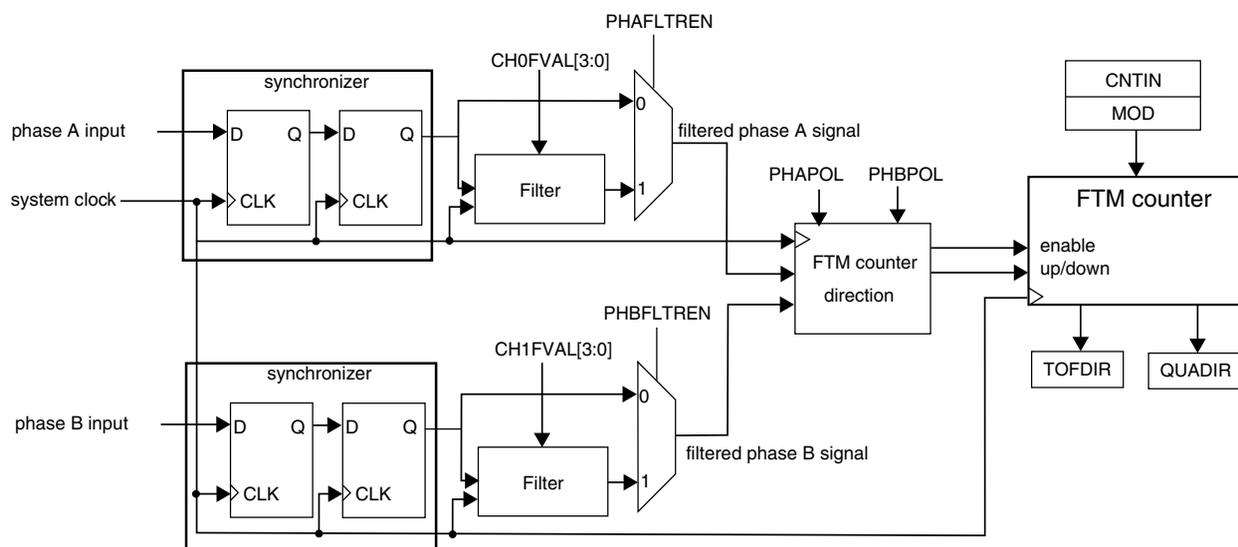 PHAFLTREN
CH0FVAL[3:0]
synchronizer
CNTIN
MOD
0
phase A input
D
Q
D
Q
filtered phase A signal
Filter
1
PHAPOL
PHBPOL
system clock
CLK
CLK
FTM counter
enable
up/down
FTM counter
direction
PHBFLTREN
CH1FVAL[3:0]
synchronizer
TOFDIR
QUADIR
0
phase B input
D
Q
D
Q
filtered phase B signal
Filter
1
CLK
CLK